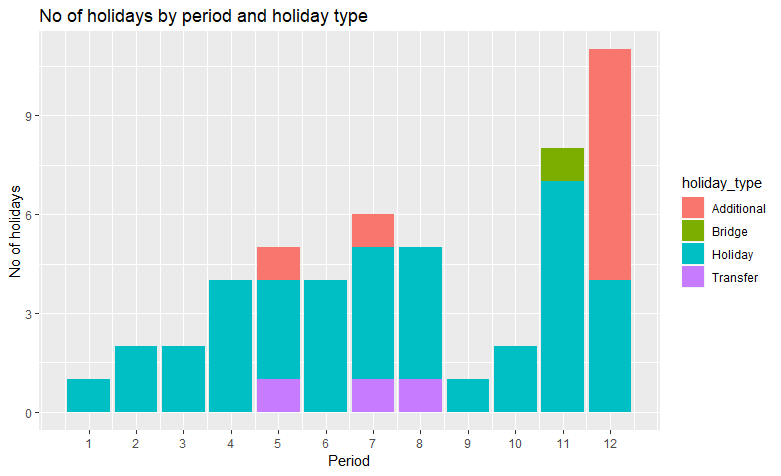 No of holidays by period and holiday type
No of holidays
9
6
3
0
1 2 3 4 5 6 7 8 9 10 11 12
Period
holiday_type
Additional
Bridge
Holiday
Transfer